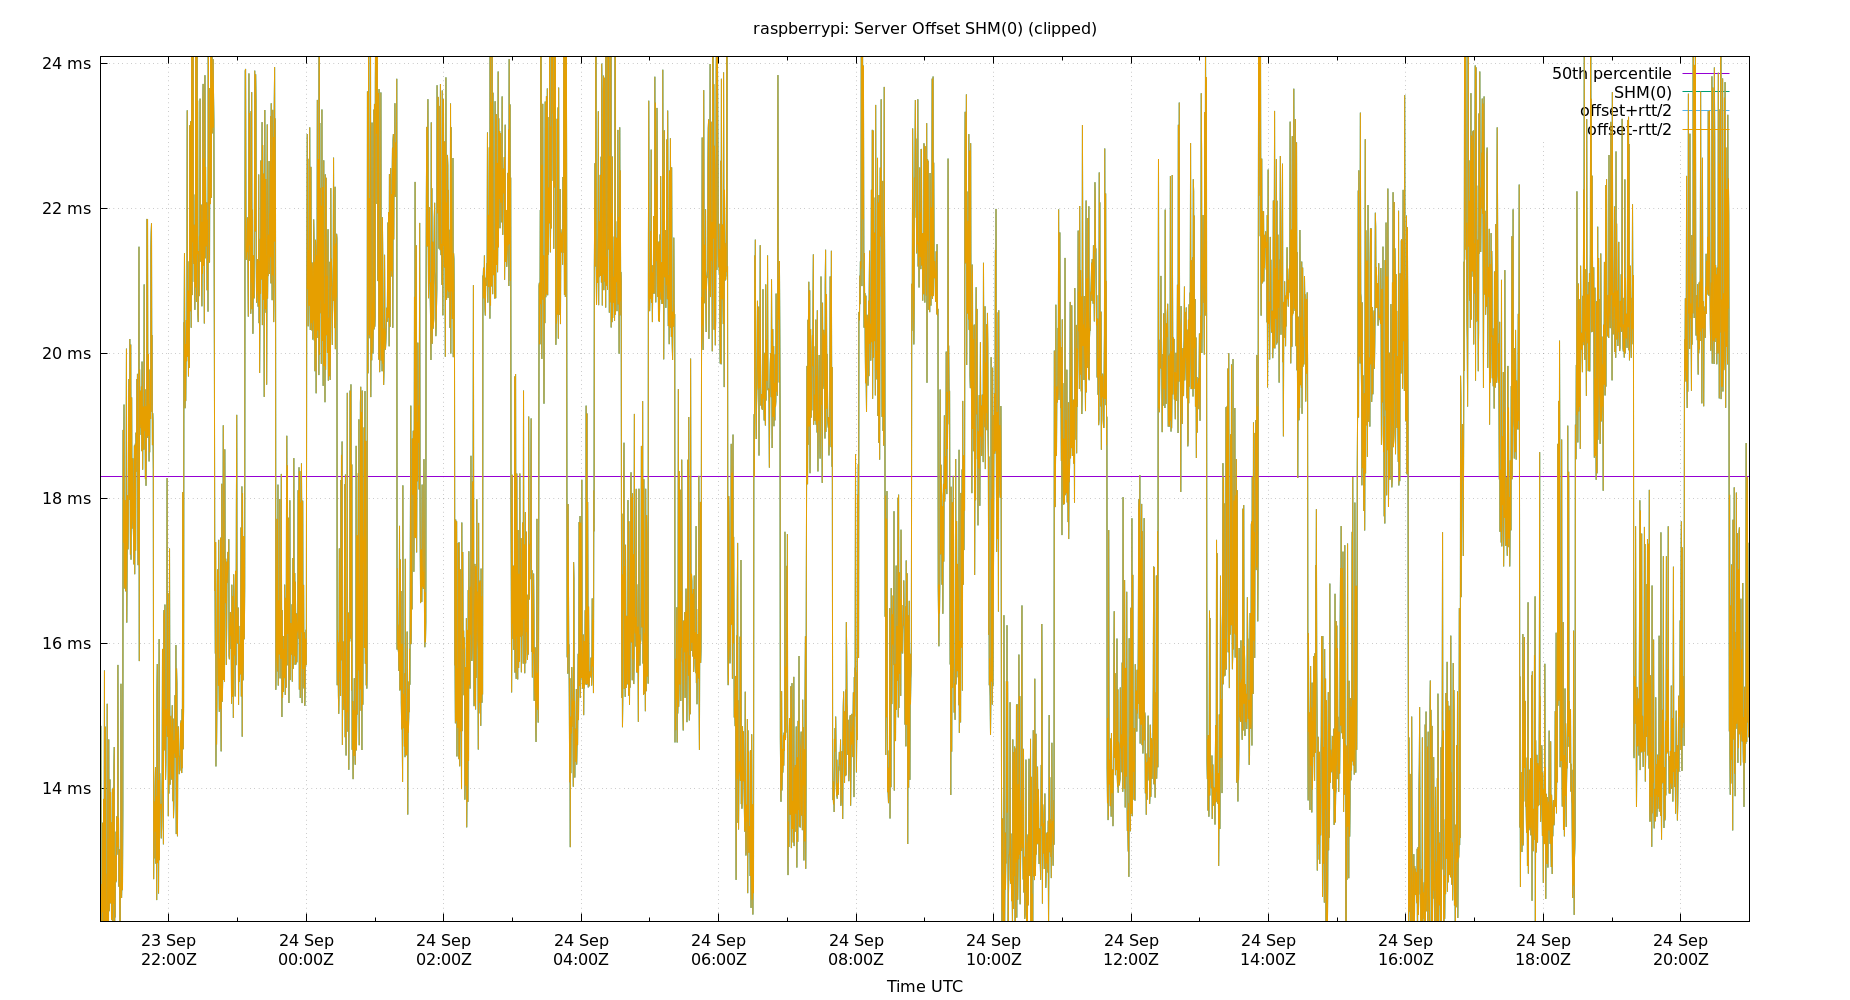 raspberrypi: Server Offset SHM(0) (clipped)
24 ms
22 ms
20 ms
18 ms
16 ms
14 ms
50th percentile
SHM(0)
offset+rtt/2
offset-rtt/2
23 Sep 24 Sep 24 Sep 24 Sep 24 Sep 24 Sep 24 Sep 24 Sep 24 Sep 24 Sep 24 Sep 24 Sep
22:00Z 00:00Z 02:00Z 04:00Z 06:00Z 08:00Z 10:00Z 12:00Z 14:00Z 16:00Z 18:00Z 20:00Z
Time UTC